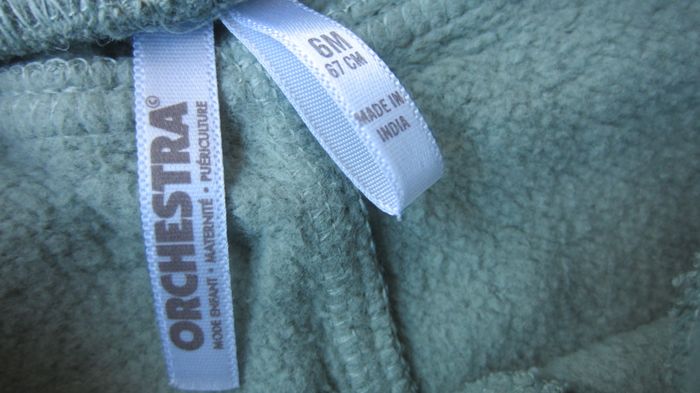 ORCHESTRA©
MODE ENFANT • MATERNITÉ • PUÉRICULTURE
6M
67 CM
MADE IN
INDIA